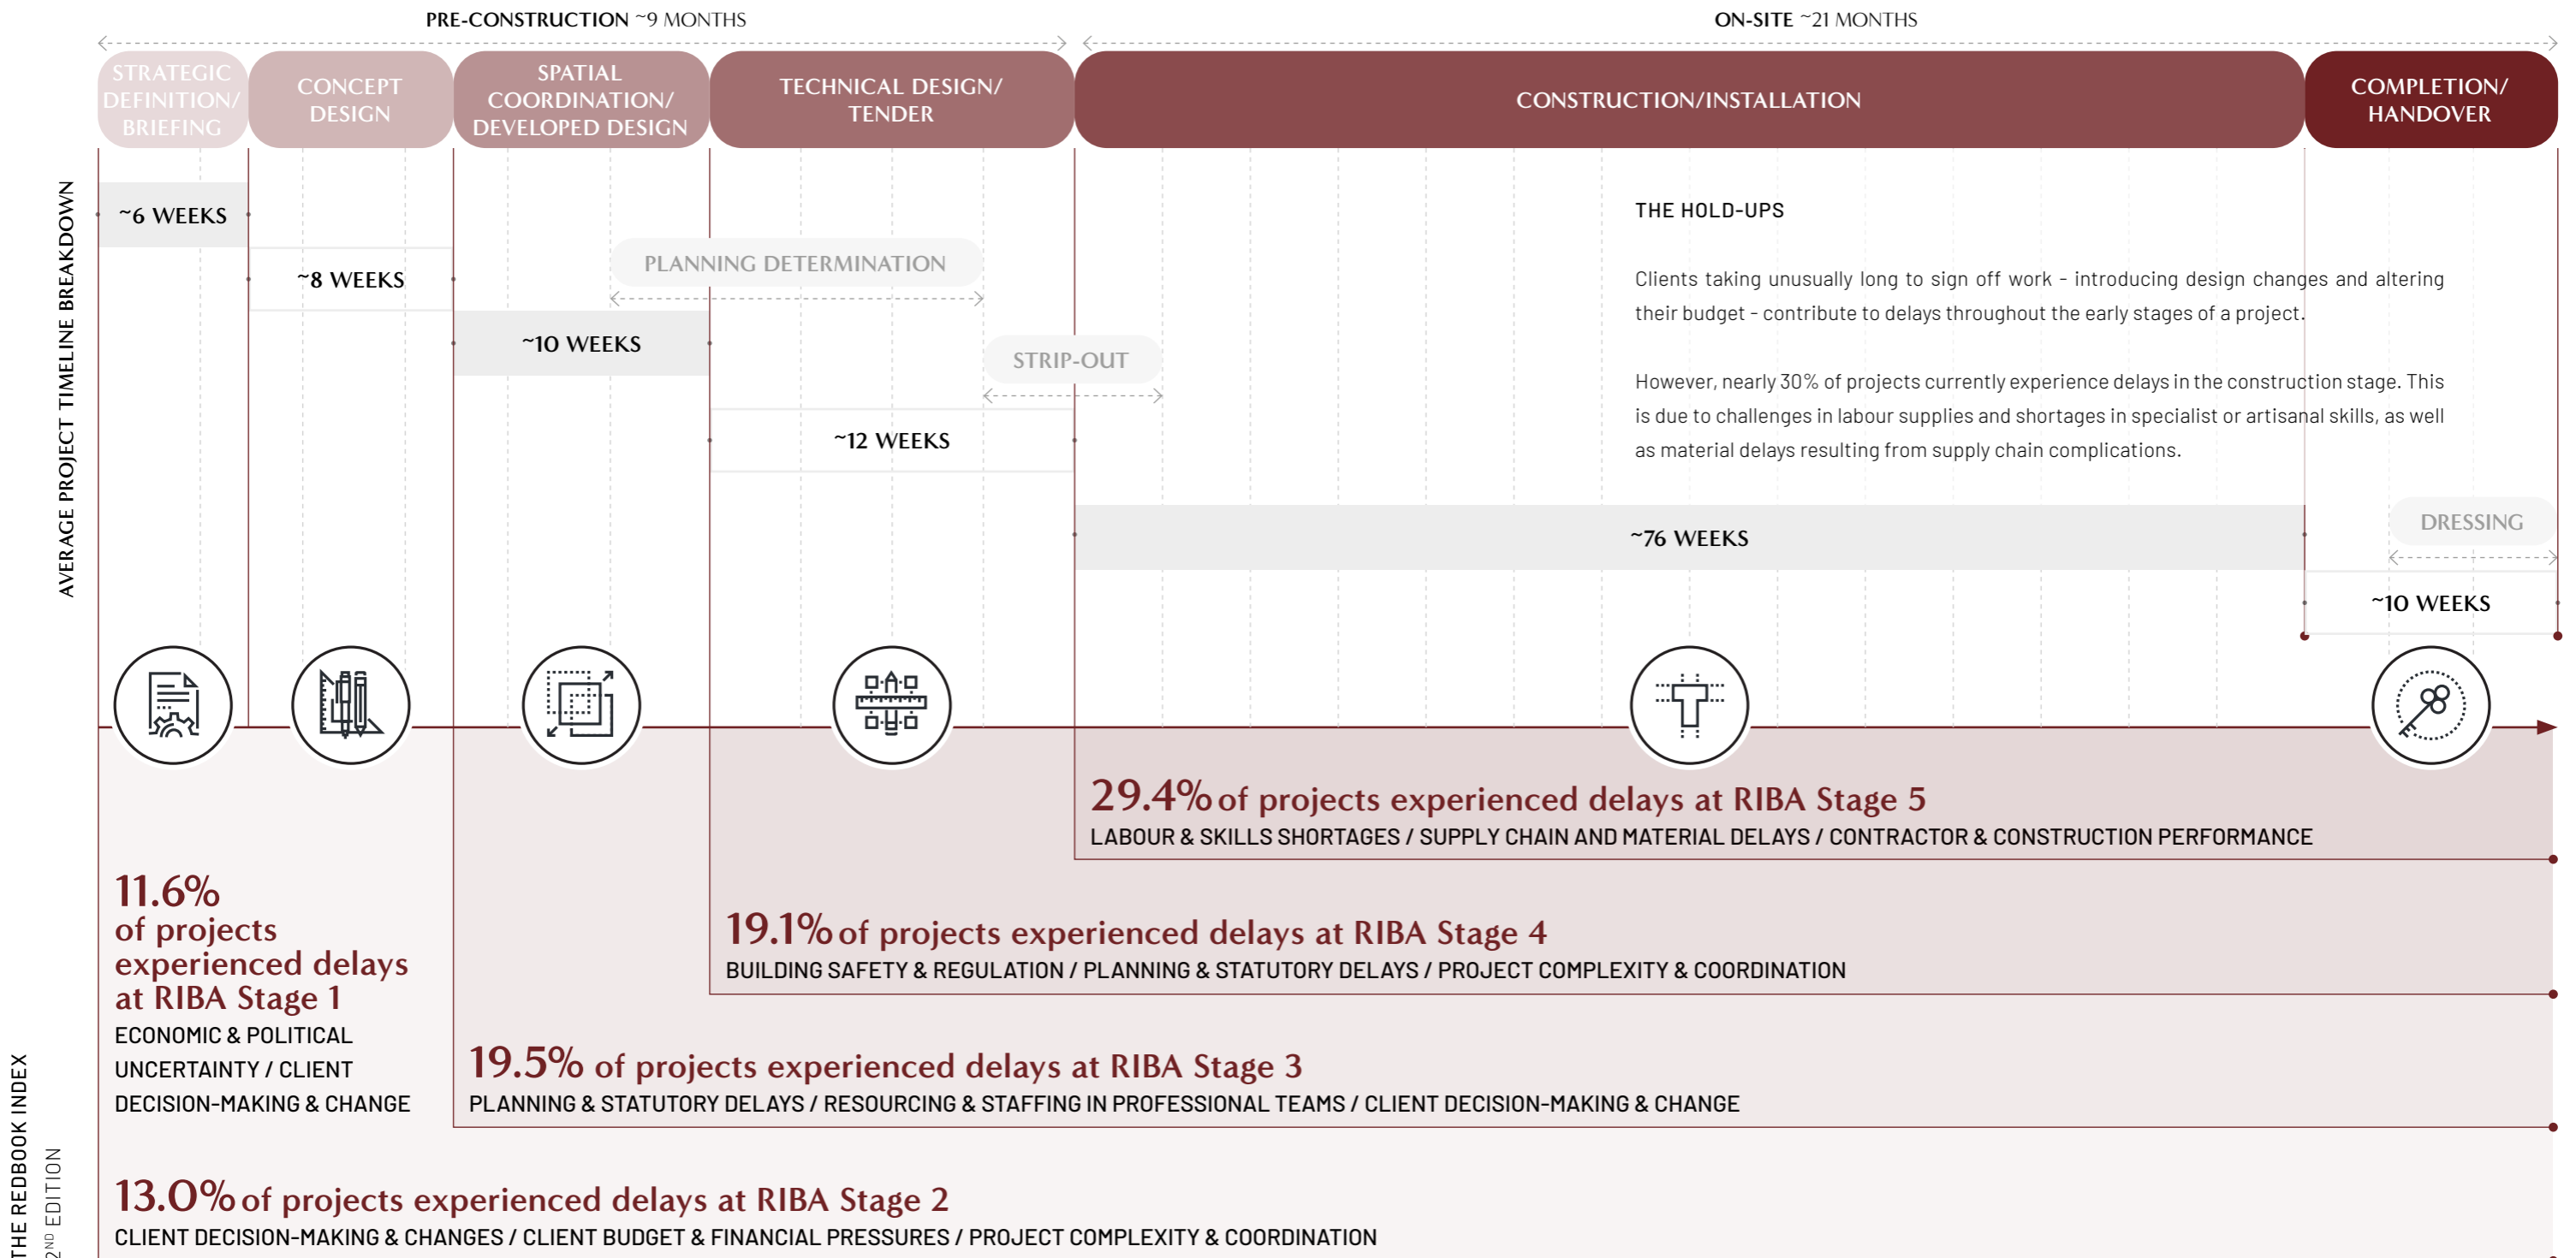 PRE-CONSTRUCTION ~9 MONTHS
ON-SITE ~21 MONTHS
STRATEGIC
DEFINITION/
BRIEFING
CONCEPT
DESIGN
SPATIAL
COORDINATION/
DEVELOPED DESIGN
TECHNICAL DESIGN/
TENDER
CONSTRUCTION/INSTALLATION
COMPLETION/
HANDOVER
AVERAGE PROJECT TIMELINE BREAKDOWN
~6 WEEKS
~8 WEEKS
PLANNING DETERMINATION
~10 WEEKS
STRIP-OUT
~12 WEEKS
THE HOLD-UPS
Clients taking unusually long to sign off work - introducing design changes and altering
their budget - contribute to delays throughout the early stages of a project.
However, nearly 30% of projects currently experience delays in the construction stage. This
is due to challenges in labour supplies and shortages in specialist or artisanal skills, as well
as material delays resulting from supply chain complications.
~76 WEEKS
DRESSING
~10 WEEKS
29.4% of projects experienced delays at RIBA Stage 5
LABOUR & SKILLS SHORTAGES / SUPPLY CHAIN AND MATERIAL DELAYS / CONTRACTOR & CONSTRUCTION PERFORMANCE
11.6%
of projects
experienced delays
at RIBA Stage 1
ECONOMIC & POLITICAL
UNCERTAINTY / CLIENT
DECISION-MAKING & CHANGE
19.1% of projects experienced delays at RIBA Stage 4
BUILDING SAFETY & REGULATION / PLANNING & STATUTORY DELAYS / PROJECT COMPLEXITY & COORDINATION
19.5% of projects experienced delays at RIBA Stage 3
PLANNING & STATUTORY DELAYS / RESOURCING & STAFFING IN PROFESSIONAL TEAMS / CLIENT DECISION-MAKING & CHANGE
13.0% of projects experienced delays at RIBA Stage 2
CLIENT DECISION-MAKING & CHANGES / CLIENT BUDGET & FINANCIAL PRESSURES / PROJECT COMPLEXITY & COORDINATION
THE REDBOOK INDEX
2ND EDITION